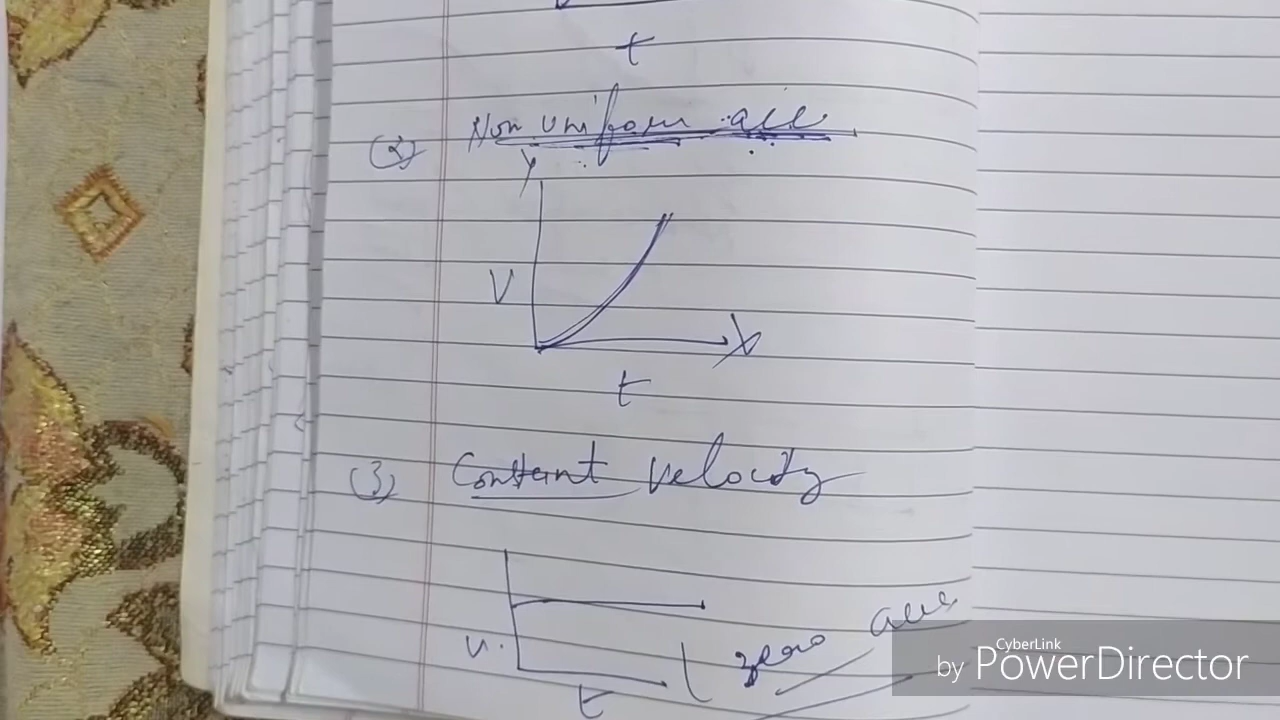 t
(2) Non uniform acc
Y
V
X
t
(3) Constant velocity
v.
zero acc
t
CyberLink
by PowerDirector